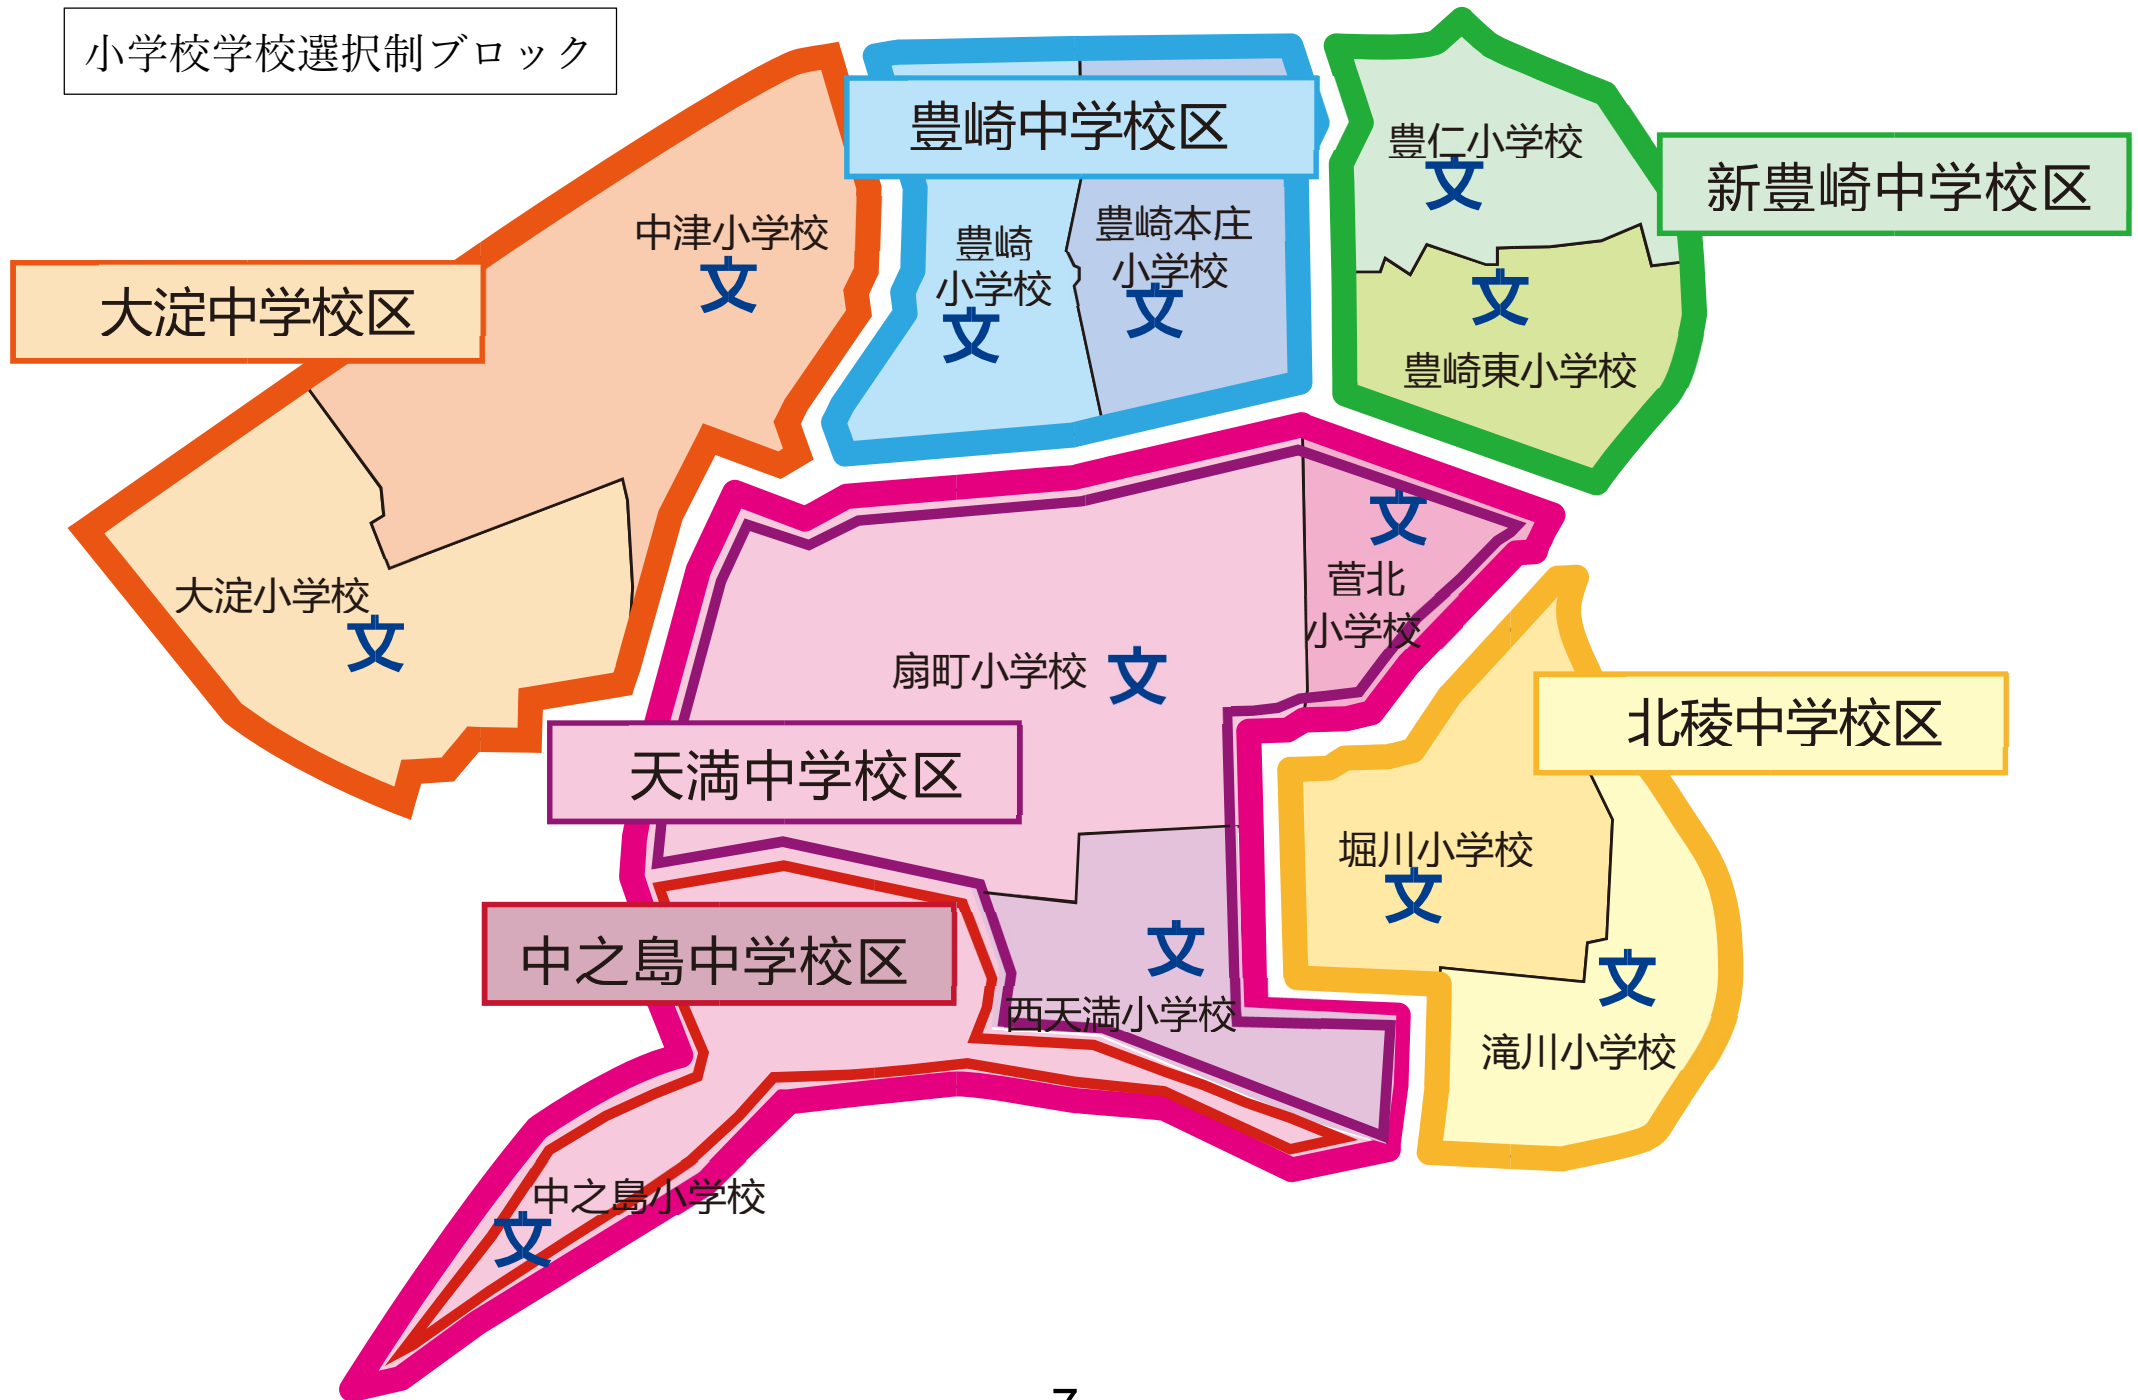 小学校学校選択制ブロック
豊崎中学校区
豊仁小学校
文
新豊崎中学校区
中津小学校
文
豊崎
小学校
文
豊崎本庄
小学校
文
大淀中学校区
文
豊崎東小学校
文
菅北
小学校
大淀小学校
文
扇町小学校
文
北稜中学校区
天満中学校区
堀川小学校
文
中之島中学校区
文
西天満小学校
文
滝川小学校
中之島小学校
文